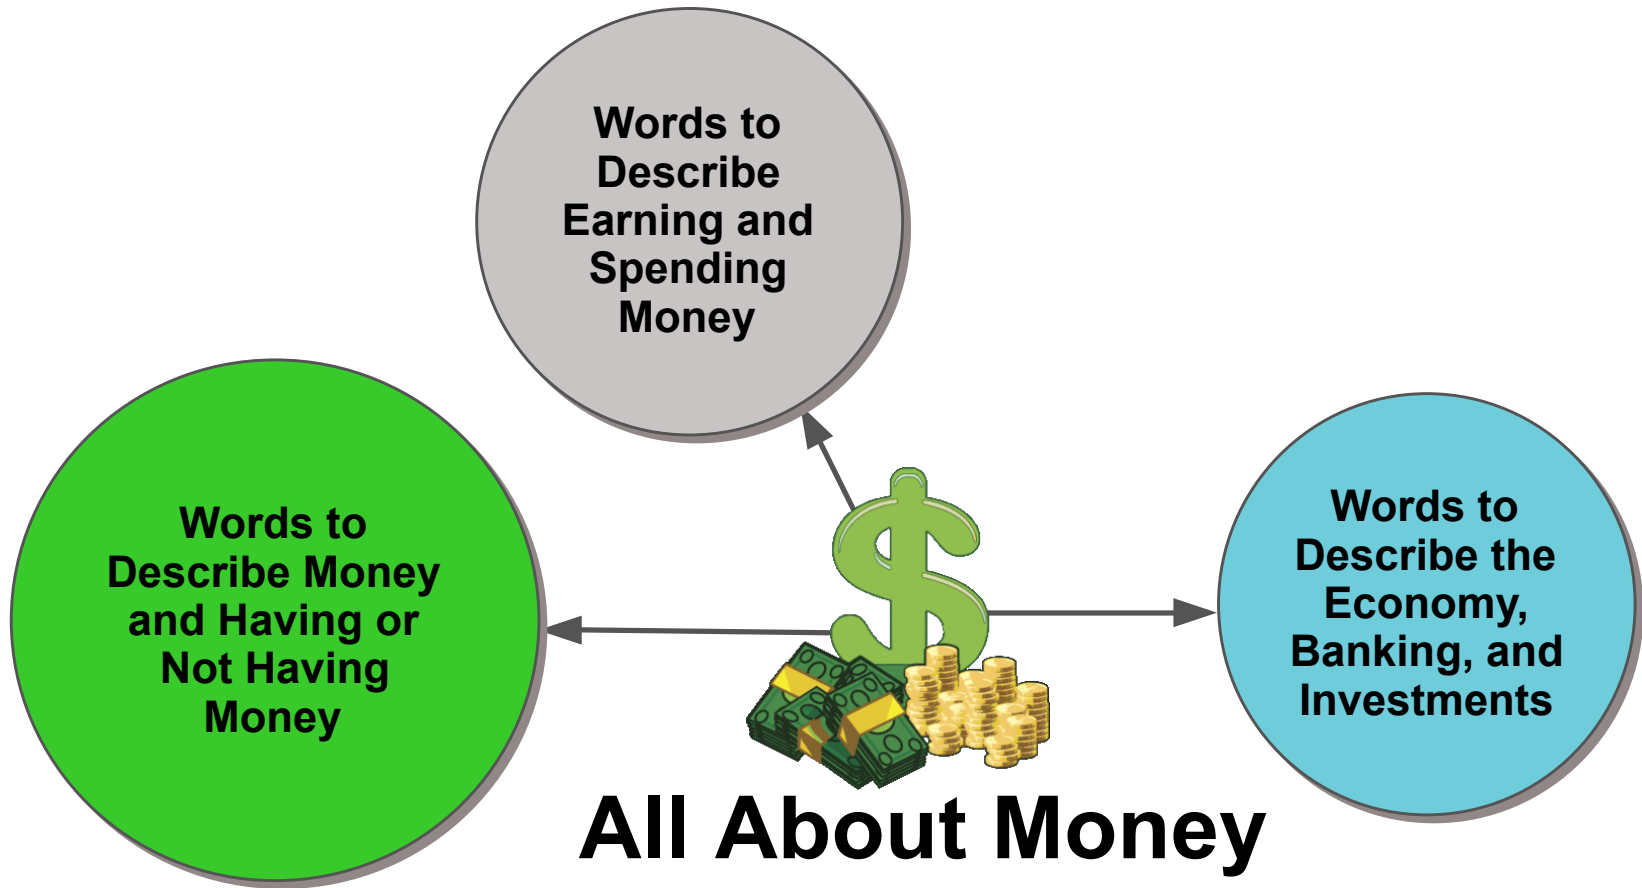 Words to
Describe
Earning and
Spending
Money
Words to
Describe Money
and Having or
Not Having
Money
Words to
Describe the
Economy,
Banking, and
Investments
All About Money